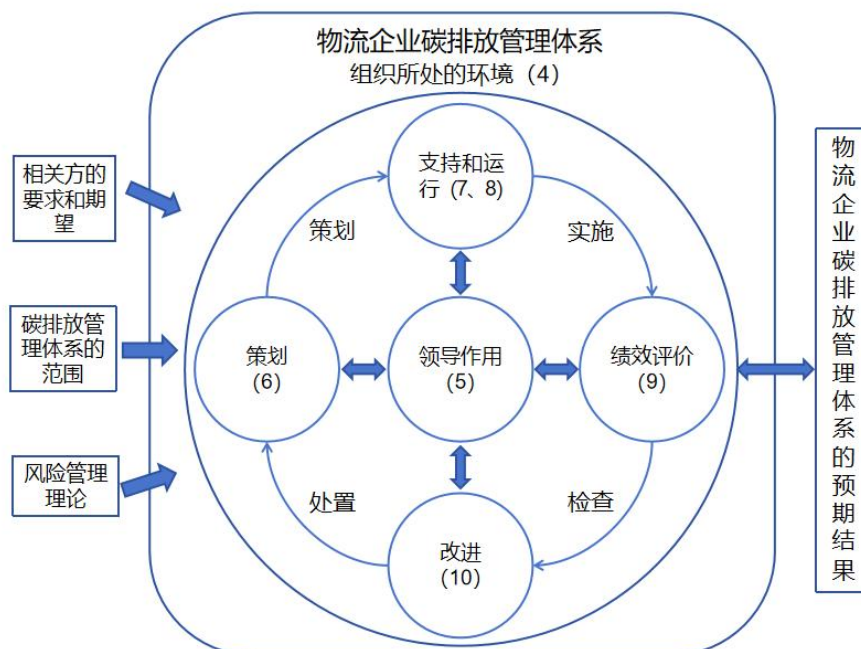 物流企业碳排放管理体系
组织所处的环境（4）
相关方的
要求和期
望
碳排放管
理体系的
范围
风险管理
理论
支持和运
行 (7、8)
策划
实施
策划
(6)
领导作用
(5)
绩效评价
(9)
处置
检查
改进
(10)
物流企业碳排放管理体系的预期结果